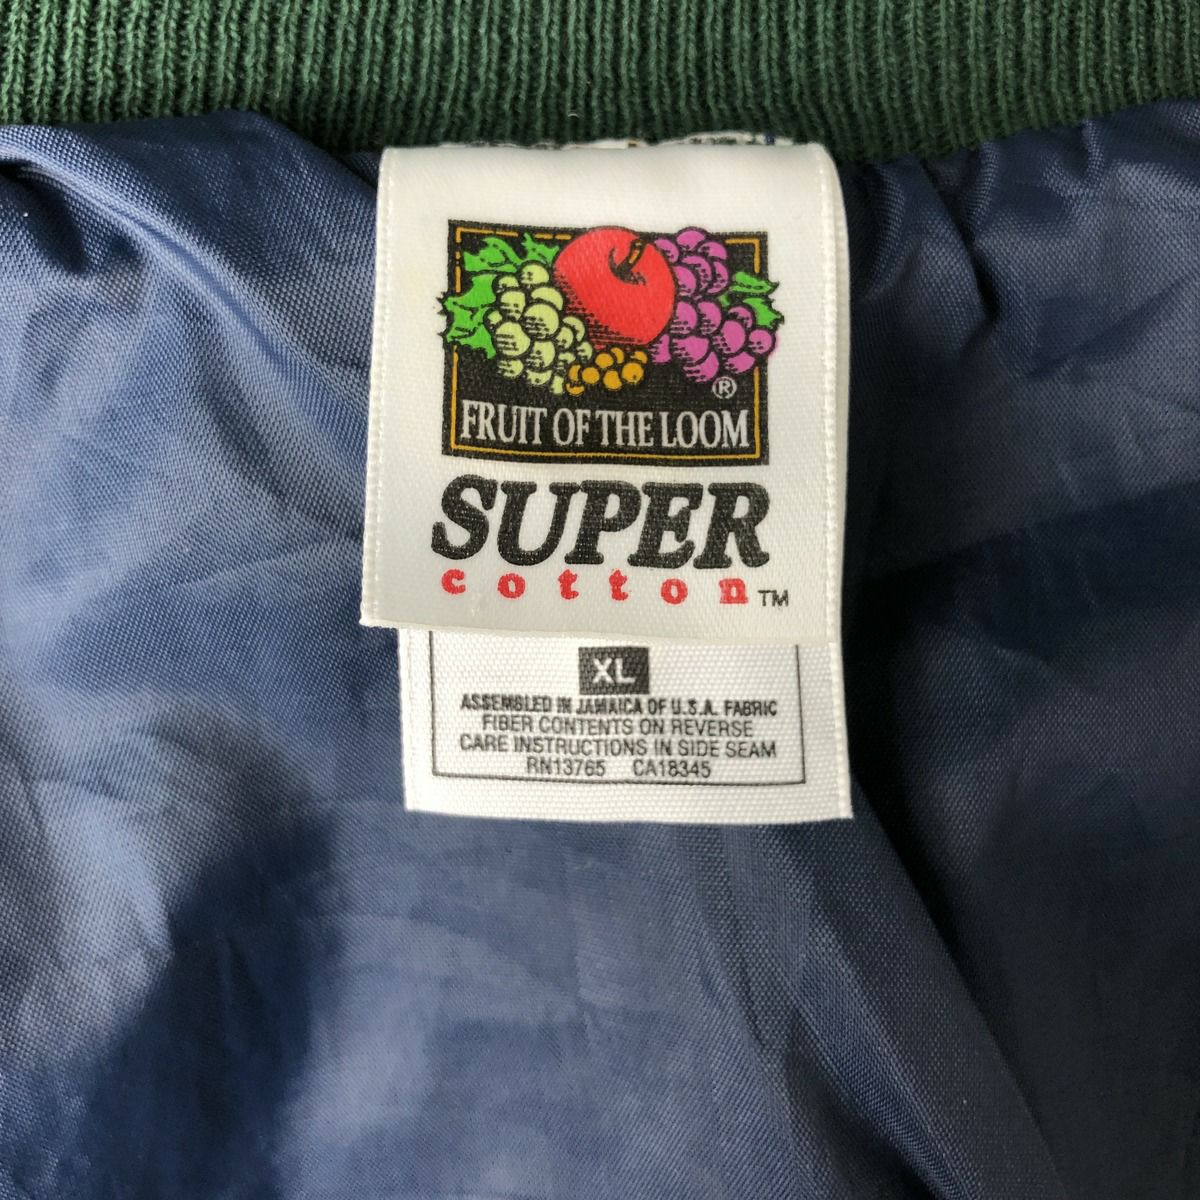 ®
FRUIT OF THE LOOM
SUPER
cotton™
XL
ASSEMBLED IN JAMAICA OF U.S.A. FABRIC
FIBER CONTENTS ON REVERSE
CARE INSTRUCTIONS IN SIDE SEAM
RN13765 CA18345